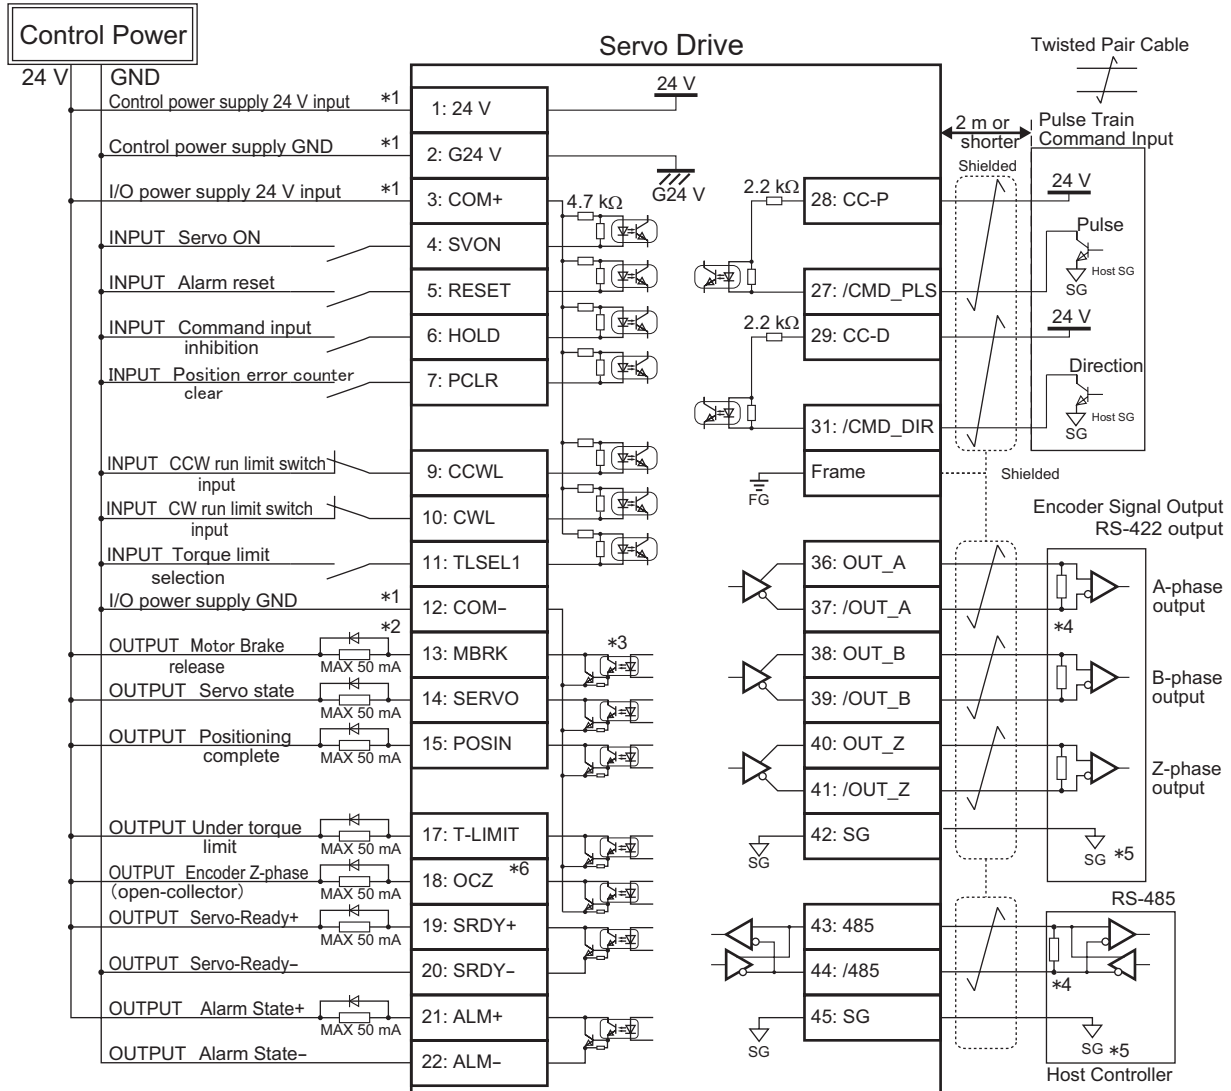 Control Power
Servo Drive
24 V
GND
Control power supply 24 V input *1
1: 24 V
24 V
Control power supply GND *1
2: G24 V
G24 V
I/O power supply 24 V input *1
3: COM+
4.7 kΩ
INPUT Servo ON
4: SVON
INPUT Alarm reset
5: RESET
INPUT Command input
inhibition
6: HOLD
INPUT Position error counter
clear
7: PCLR
INPUT CCW run limit switch
input
9: CCWL
INPUT CW run limit switch
input
10: CWL
INPUT Torque limit
selection
11: TLSEL1
I/O power supply GND *1
12: COM−
*2
*3
OUTPUT Motor Brake
release
MAX 50 mA
13: MBRK
OUTPUT Servo state
MAX 50 mA
14: SERVO
OUTPUT Positioning
complete
MAX 50 mA
15: POSIN
OUTPUT Under torque
limit
MAX 50 mA
17: T-LIMIT
OUTPUT Encoder Z-phase
(open-collector)
MAX 50 mA
18: OCZ *6
OUTPUT Servo-Ready+
MAX 50 mA
19: SRDY+
OUTPUT Servo-Ready−
20: SRDY−
OUTPUT Alarm State+
MAX 50 mA
21: ALM+
OUTPUT Alarm State−
22: ALM−
Twisted Pair Cable
2 m or
shorter
Pulse Train
Command Input
Shielded
2.2 kΩ
28: CC-P
24 V
Pulse
Host SG
SG
27: /CMD_PLS
2.2 kΩ
29: CC-D
24 V
Direction
Host SG
SG
31: /CMD_DIR
FG
Frame
Shielded
Encoder Signal Output
RS-422 output
36: OUT_A
37: /OUT_A
*4
A-phase
output
38: OUT_B
39: /OUT_B
B-phase
output
40: OUT_Z
41: /OUT_Z
Z-phase
output
SG
42: SG
SG *5
RS-485
43: 485
44: /485
*4
SG
45: SG
SG *5
Host Controller